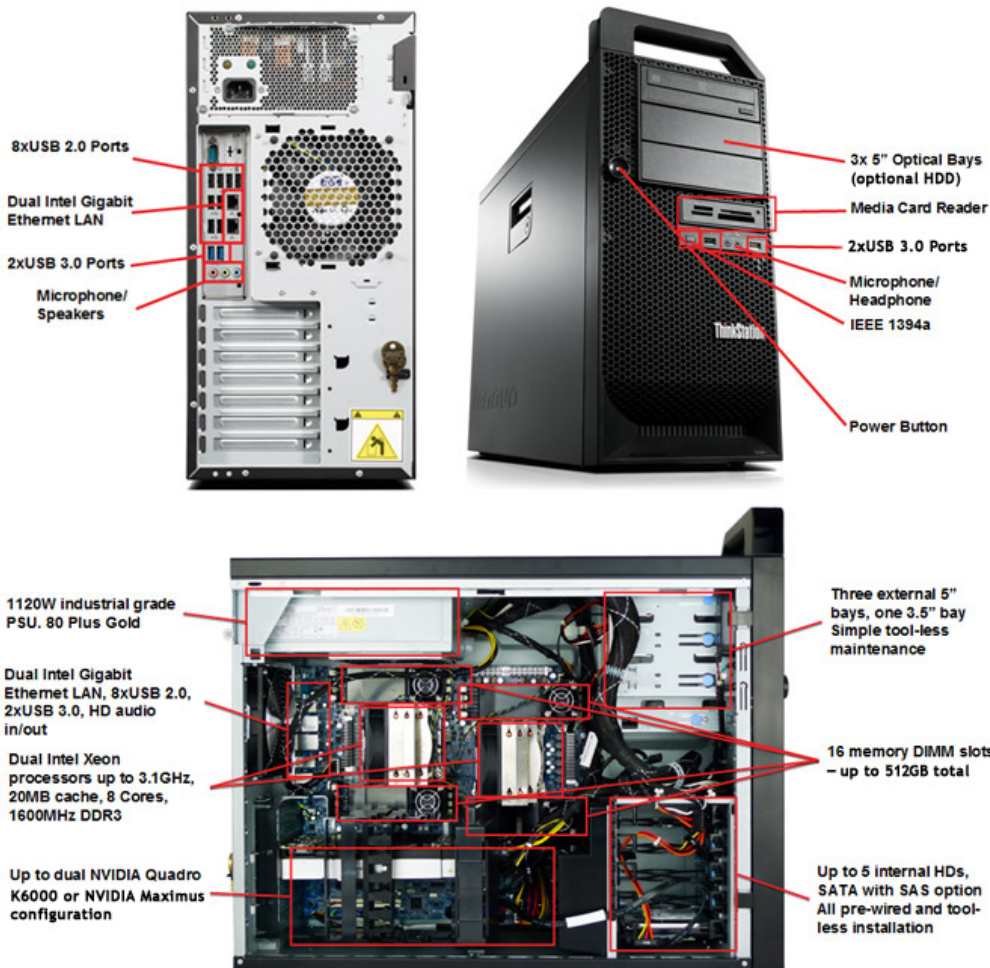 8xUSB 2.0 Ports
Dual Intel Gigabit
Ethernet LAN
2xUSB 3.0 Ports
Microphone/
Speakers
3x 5” Optical Bays
(optional HDD)
Media Card Reader
2xUSB 3.0 Ports
Microphone/
Headphone
IEEE 1394a
ThinkStation
lenovo
Power Button
1120W industrial grade
PSU. 80 Plus Gold
Dual Intel Gigabit
Ethernet LAN, 8xUSB 2.0,
2xUSB 3.0, HD audio
in/out
Dual Intel Xeon
processors up to 3.1GHz,
20MB cache, 8 Cores,
1600MHz DDR3
Up to dual NVIDIA Quadro
K6000 or NVIDIA Maximus
configuration
Three external 5”
bays, one 3.5” bay
Simple tool-less
maintenance
16 memory DIMM slots
– up to 512GB total
Up to 5 internal HDs,
SATA with SAS option
All pre-wired and tool-
less installation